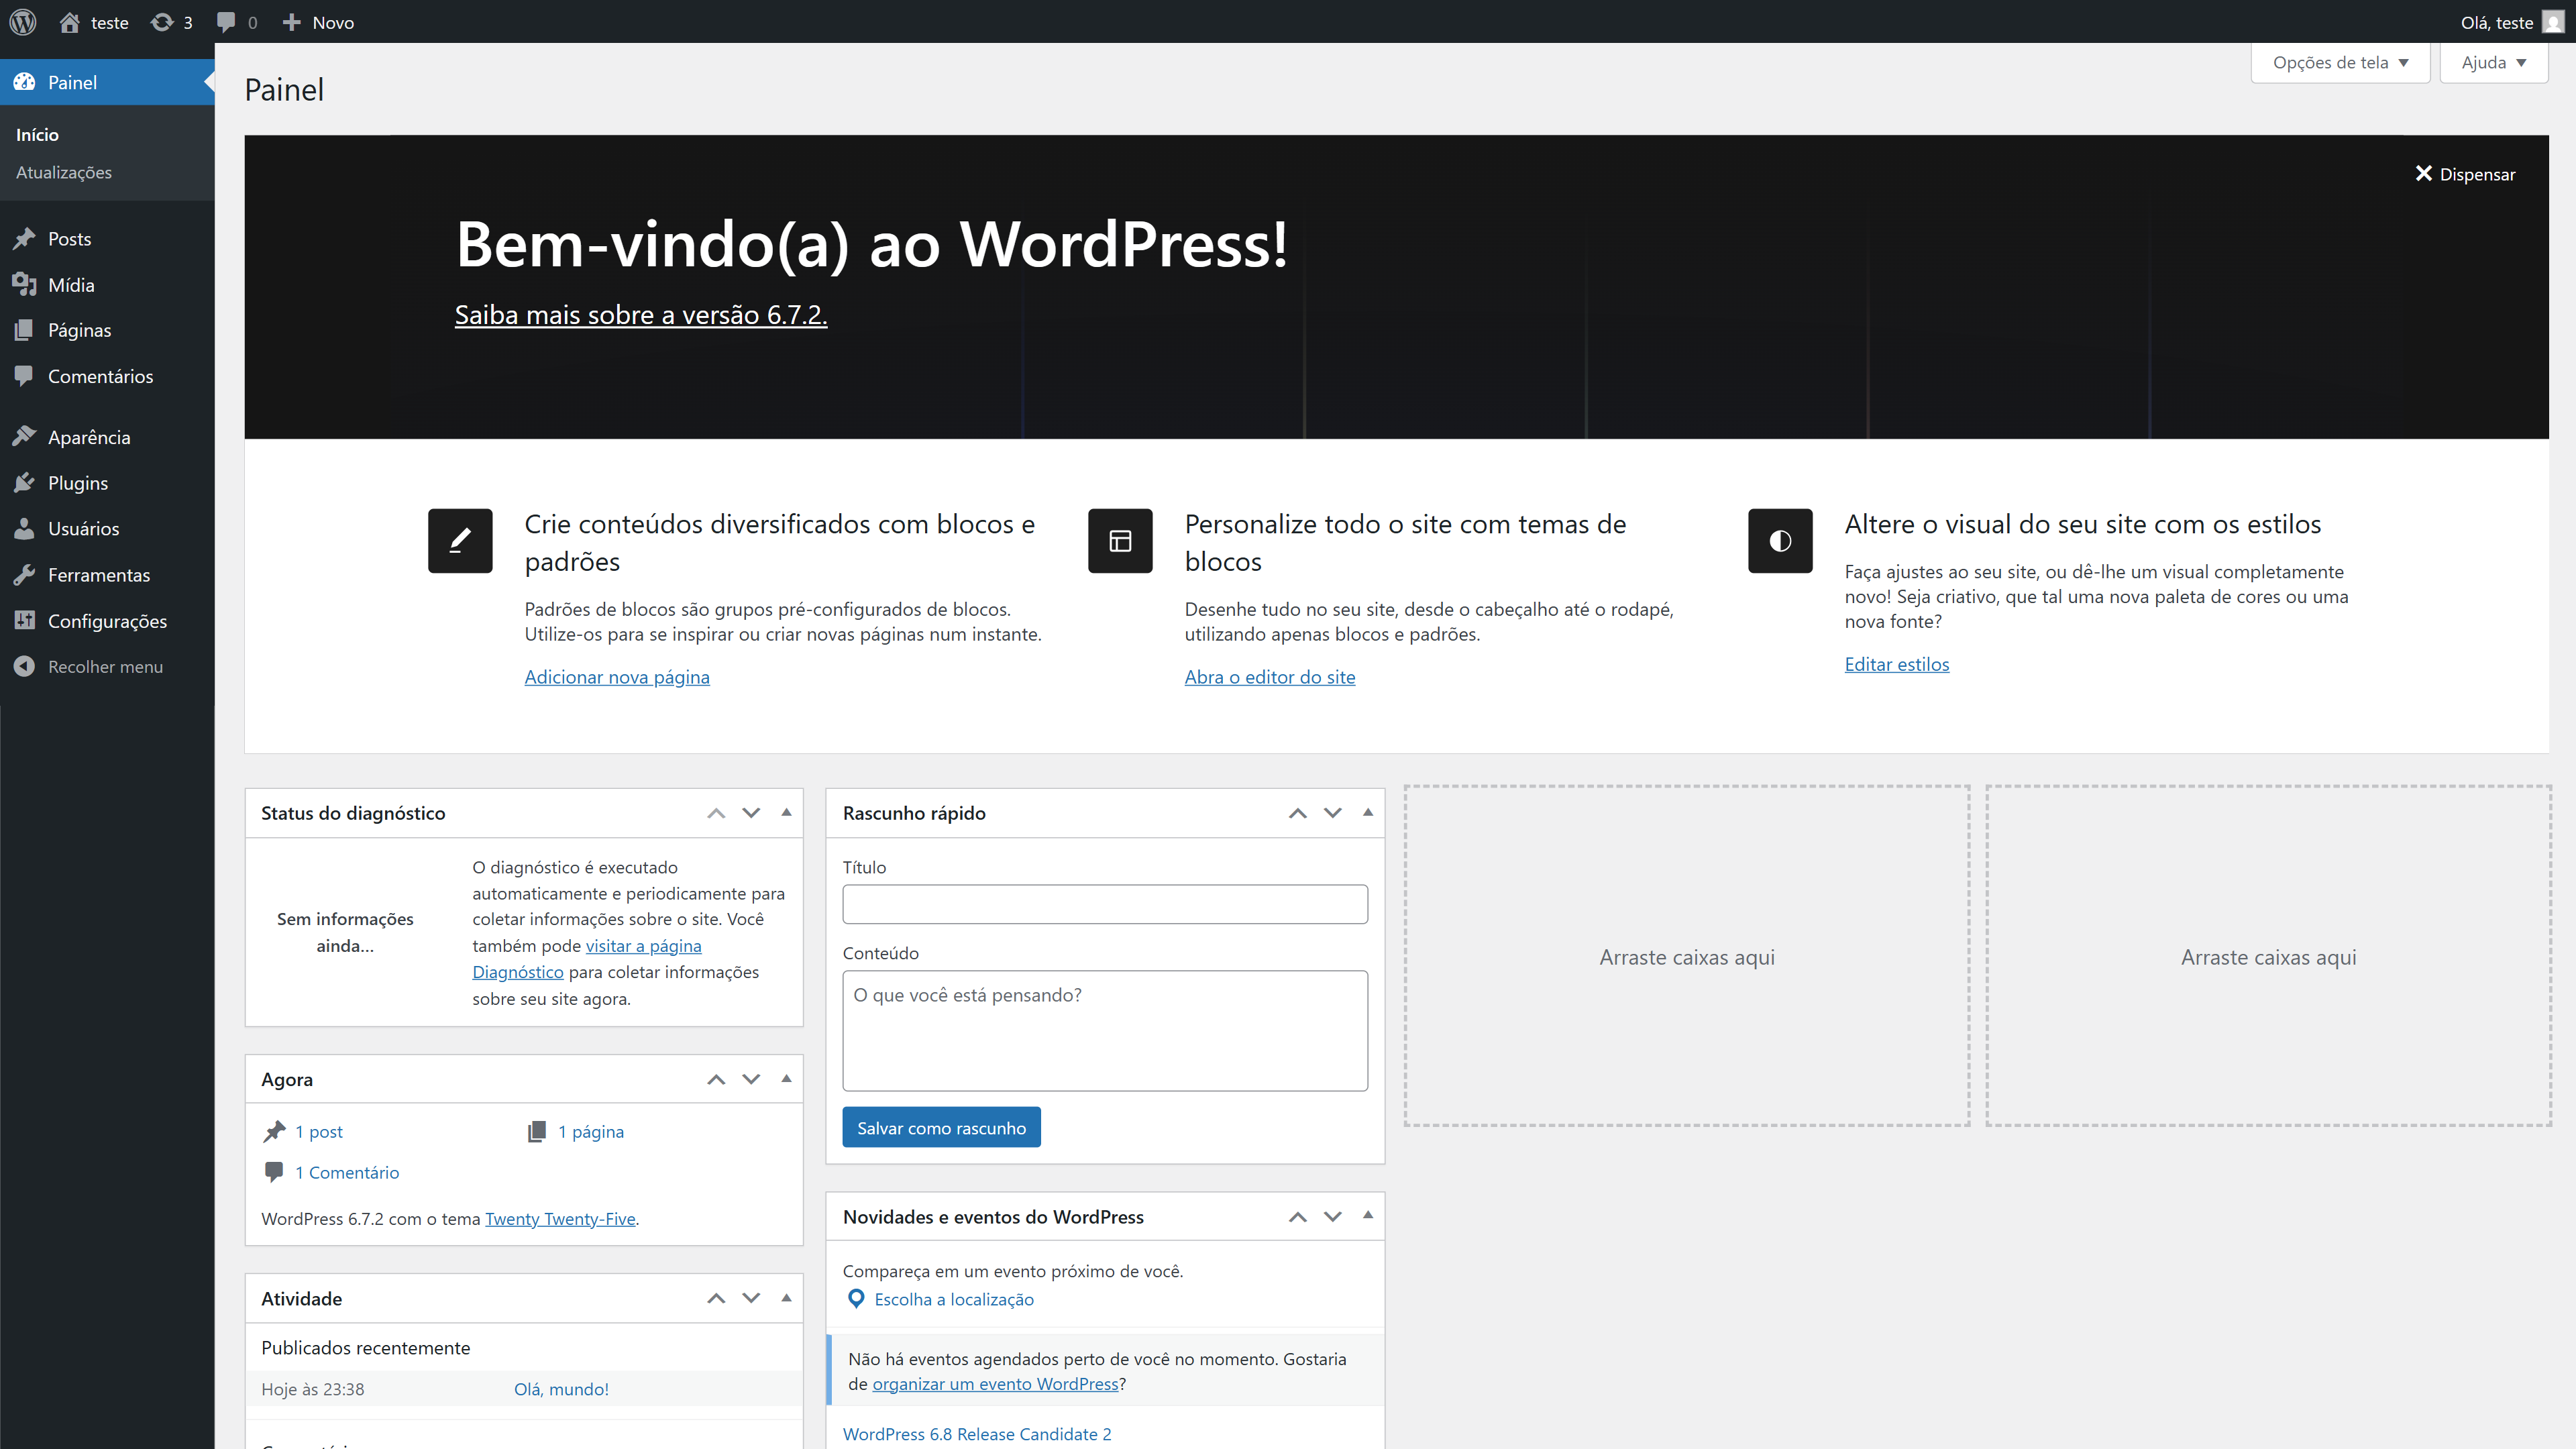 teste
3
0
Novo
Olá, teste
Painel
Início
Atualizações
Posts
Mídia
Páginas
Comentários
Aparência
Plugins
Usuários
Ferramentas
Configurações
Recolher menu
Opções de tela
Ajuda
Painel
Dispensar
Bem-vindo(a) ao WordPress!
Saiba mais sobre a versão 6.7.2.
Crie conteúdos diversificados com blocos e
padrões
Padrões de blocos são grupos pré-configurados de blocos.
Utilize-os para se inspirar ou criar novas páginas num instante.
Adicionar nova página
Personalize todo o site com temas de
blocos
Desenhe tudo no seu site, desde o cabeçalho até o rodapé,
utilizando apenas blocos e padrões.
Abra o editor do site
Altere o visual do seu site com os estilos
Faça ajustes ao seu site, ou dê-lhe um visual completamente
novo! Seja criativo, que tal uma nova paleta de cores ou uma
nova fonte?
Editar estilos
Status do diagnóstico
Sem informações
ainda...
O diagnóstico é executado
automaticamente e periodicamente para
coletar informações sobre o site. Você
também pode visitar a página
Diagnóstico para coletar informações
sobre seu site agora.
Agora
1 post
1 página
1 Comentário
WordPress 6.7.2 com o tema Twenty Twenty-Five.
Atividade
Publicados recentemente
Hoje às 23:38
Olá, mundo!
Rascunho rápido
Título
Conteúdo
O que você está pensando?
Salvar como rascunho
Novidades e eventos do WordPress
Compareça em um evento próximo de você.
Escolha a localização
Não há eventos agendados perto de você no momento. Gostaria
de organizar um evento WordPress?
WordPress 6.8 Release Candidate 2
Arraste caixas aqui
Arraste caixas aqui